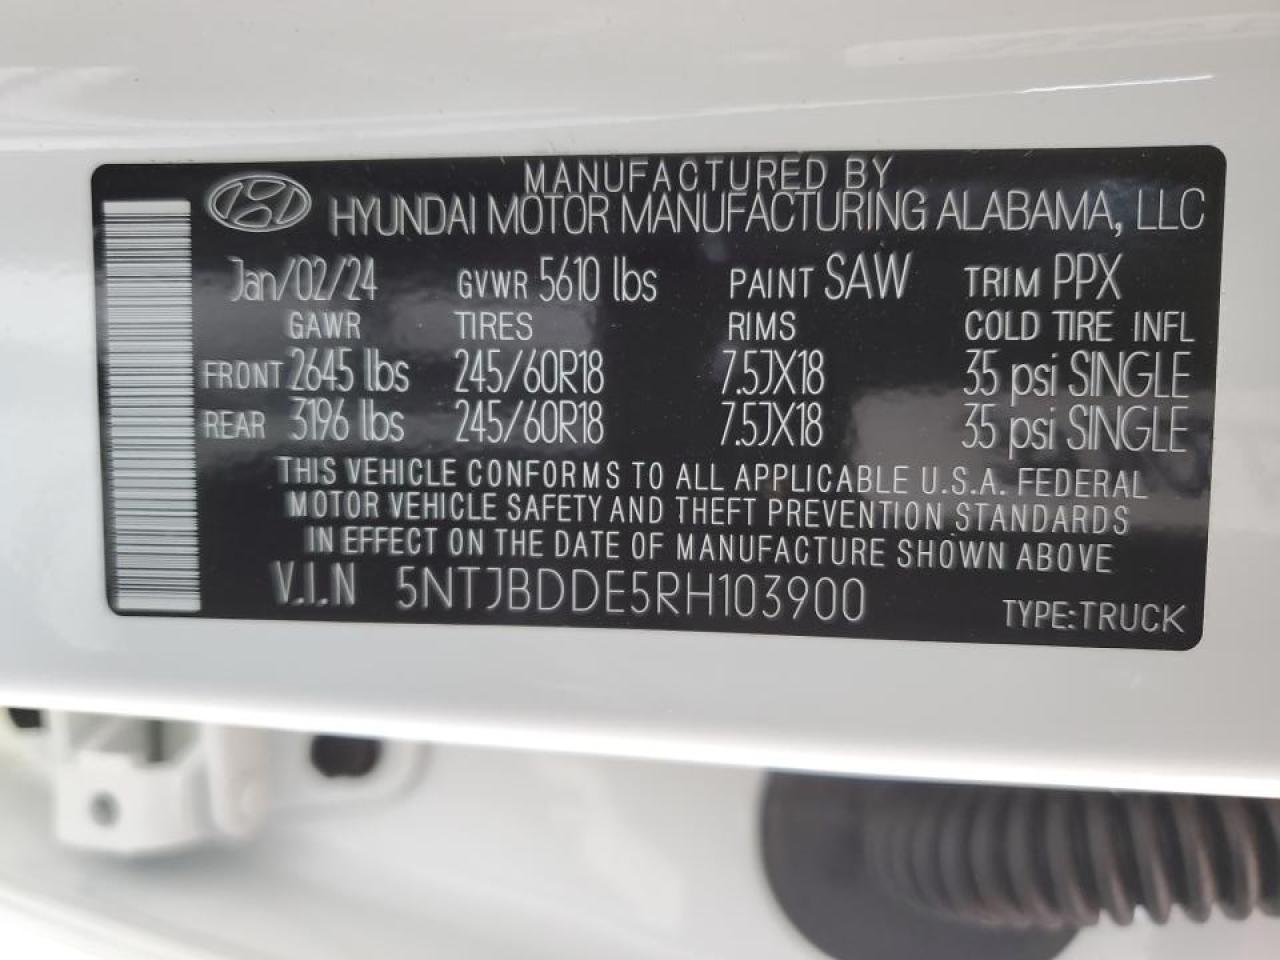 MANUFACTURED BY
HYUNDAI MOTOR MANUFACTURING ALABAMA, LLC
Jan/02/24 GVWR 5610 lbs PAINT SAW TRIM PPX
GAWR TIRES RIMS COLD TIRE INFL
FRONT 2645 lbs 245/60R18 7.5JX18 35 psi SINGLE
REAR 3196 lbs 245/60R18 7.5JX18 35 psi SINGLE
THIS VEHICLE CONFORMS TO ALL APPLICABLE U.S.A. FEDERAL
MOTOR VEHICLE SAFETY AND THEFT PREVENTION STANDARDS
IN EFFECT ON THE DATE OF MANUFACTURE SHOWN ABOVE
V.I.N 5NTJBDDE5RH103900 TYPE:TRUCK